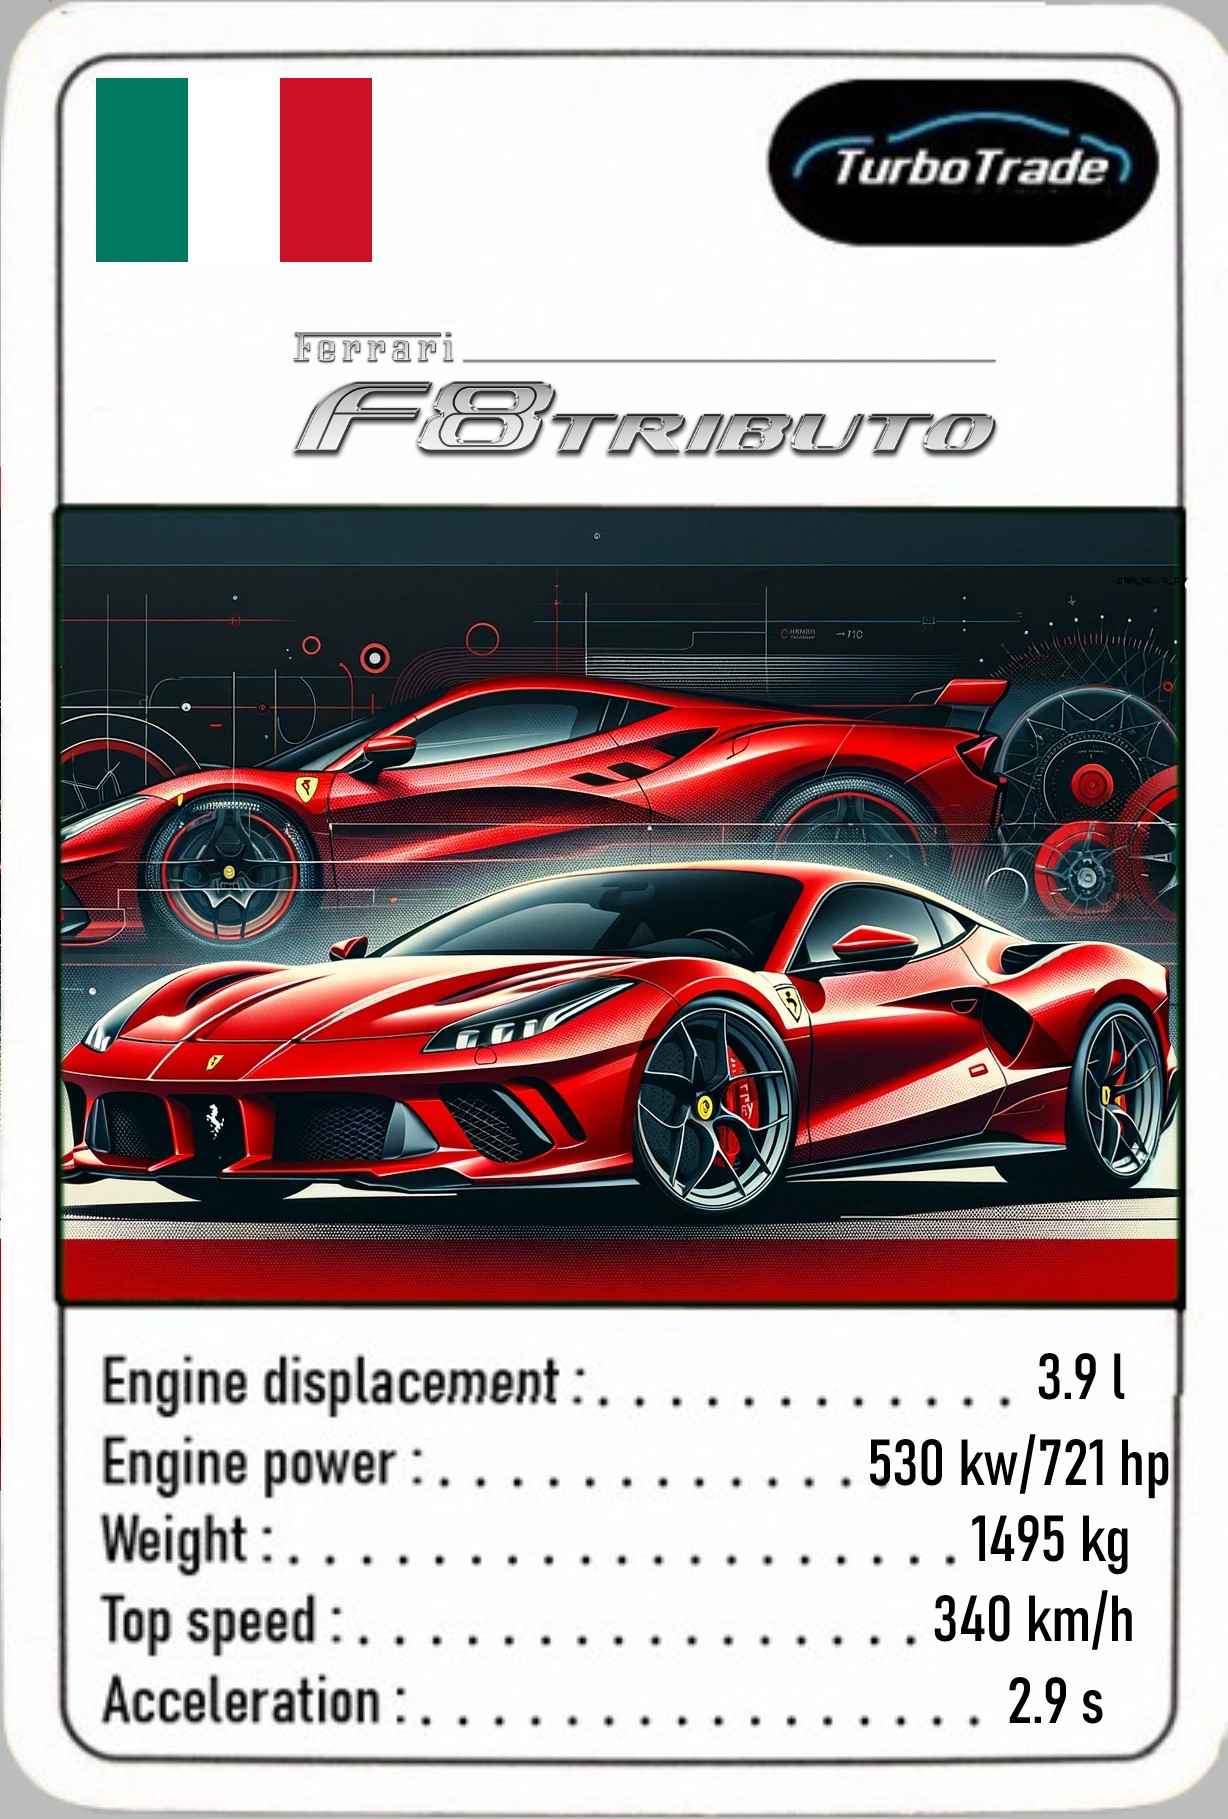 TurboTrade
Ferrari
F8 TRIBUTO
Engine displacement : . . . . . . . . . . . . 3.9 l
Engine power : . . . . . . . . . . . . . 530 kw/721 hp
Weight : . . . . . . . . . . . . . . . . . . . 1495 kg
Top speed : . . . . . . . . . . . . . . . . 340 km/h
Acceleration : . . . . . . . . . . . . . . . . 2.9 s